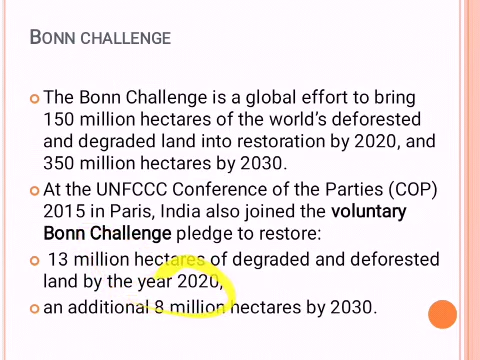 BONN CHALLENGE
The Bonn Challenge is a global effort to bring
150 million hectares of the world's deforested
and degraded land into restoration by 2020, and
350 million hectares by 2030.
At the UNFCCC Conference of the Parties (COP)
2015 in Paris, India also joined the voluntary
Bonn Challenge pledge to restore:
13 million hectares of degraded and deforested
land by the year 2020,
an additional 8 million hectares by 2030.